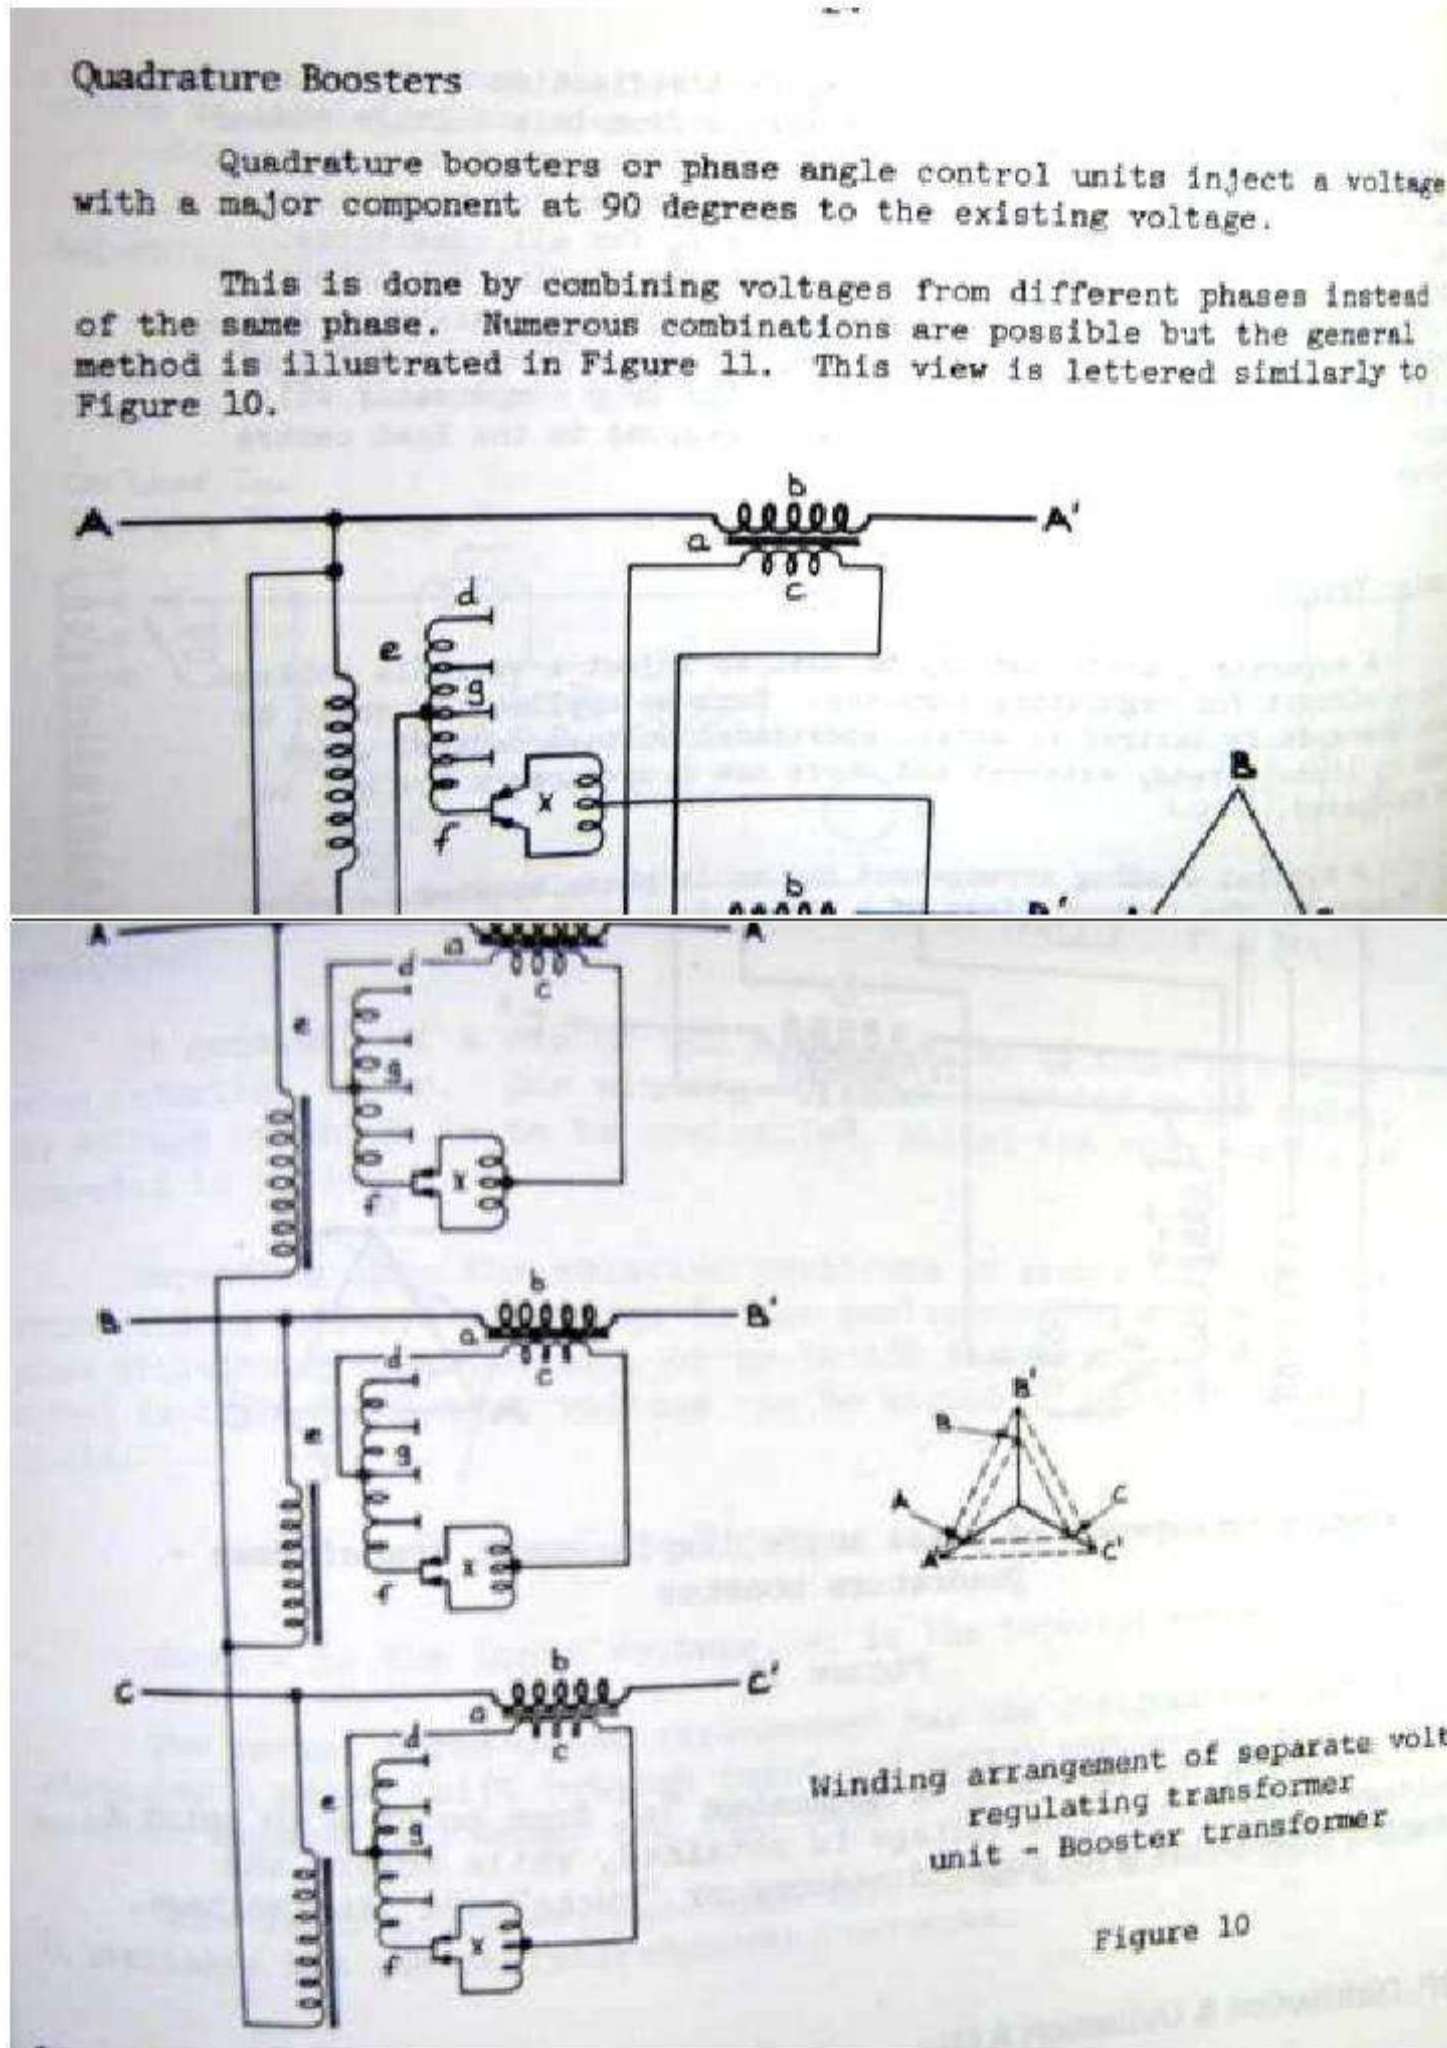 Quadrature Boosters
Quadrature boosters or phase angle control units inject a voltage
with a major component at 90 degrees to the existing voltage.
This is done by combining voltages from different phases instead
of the same phase. Numerous combinations are possible but the general
method is illustrated in Figure 11. This view is lettered similarly to
Figure 10.
A
b
A'
a
c
d
e
g
X
f
B
b
B'
A
a
A
d
c
e
g
X
f
b
B
B'
a
d
c
e
g
X
f
B'
B
A
C
A'
C'
b
C
C'
a
d
c
e
g
X
f
Winding arrangement of separate volt
regulating transformer
unit - Booster transformer
Figure 10